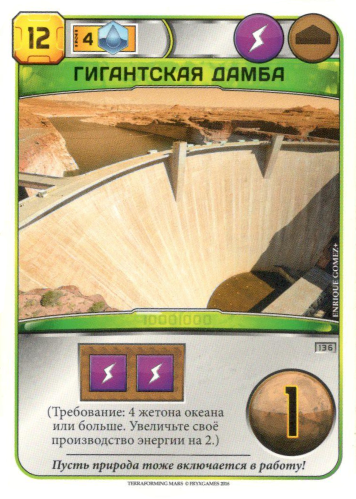 12
4
ГИГАНТСКАЯ ДАМБА
ENRIQUE GOMEZ+
136
1
(Требование: 4 жетона океана
или больше. Увеличьте своё
производство энергии на 2.)
Пусть природа тоже включается в работу!
TERRAFORMING MARS © FRYXGAMES 2016